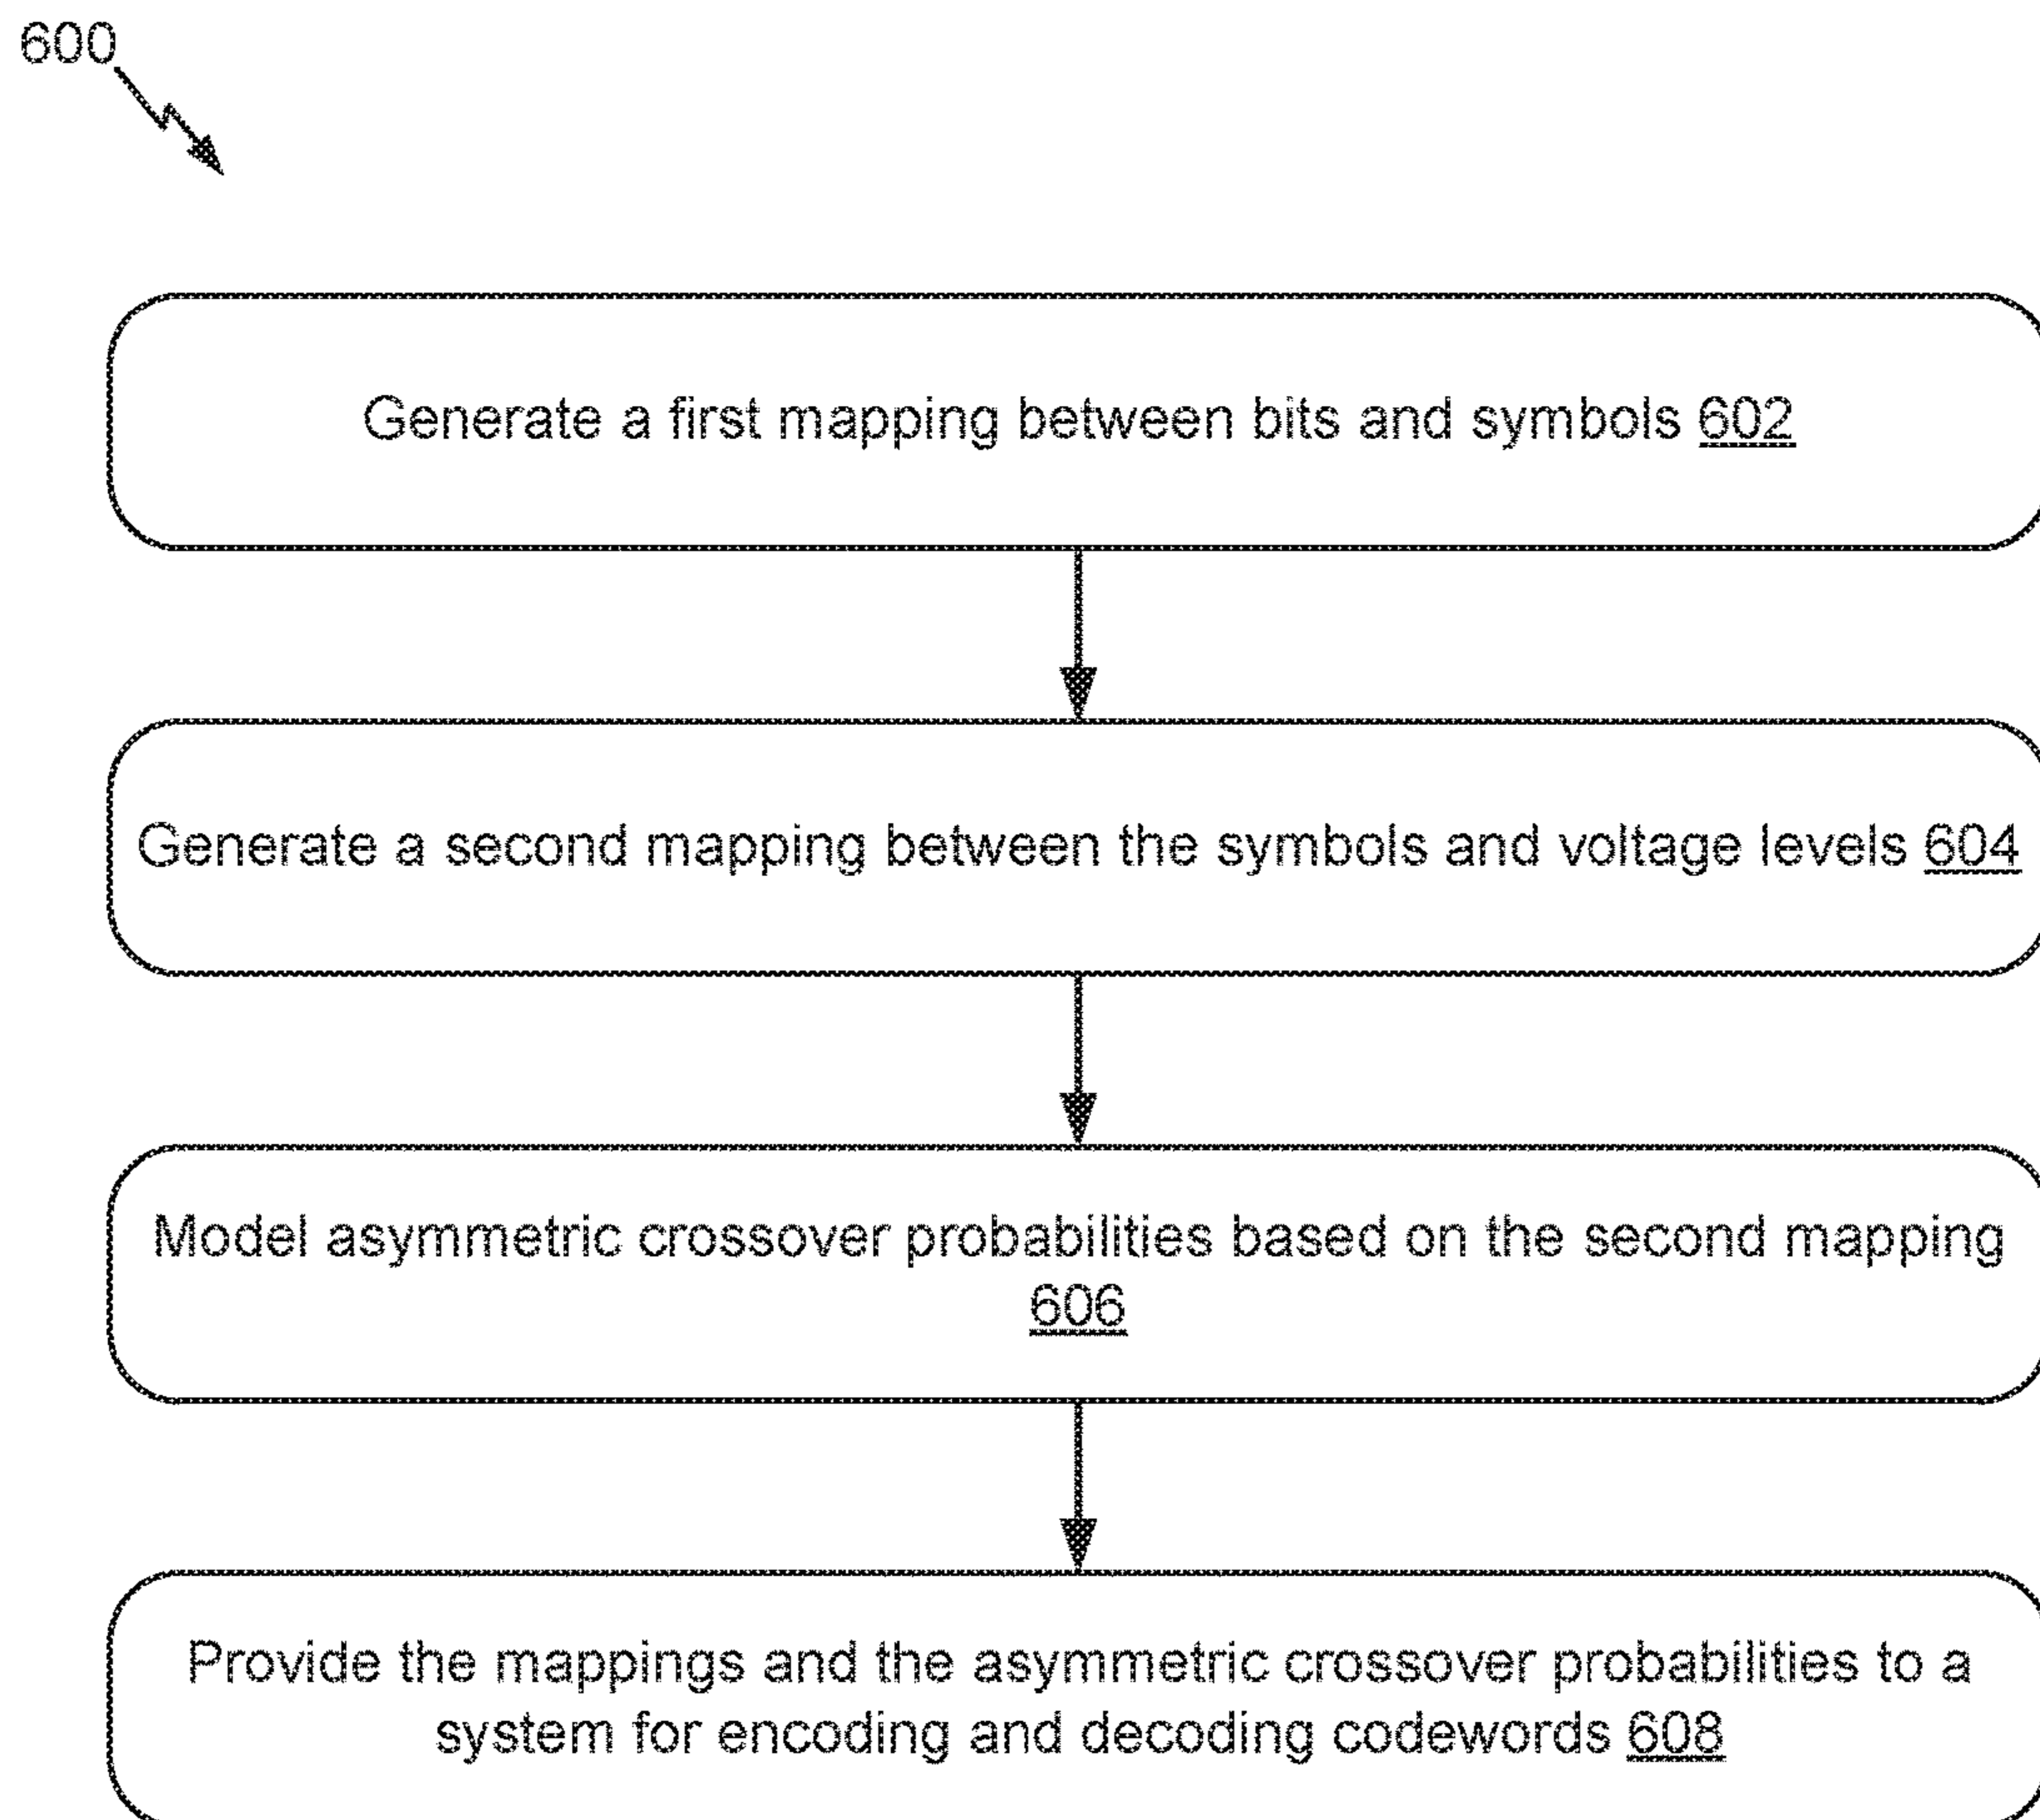 600
Generate a first mapping between bits and symbols 602
Generate a second mapping between the symbols and voltage levels 604
Model asymmetric crossover probabilities based on the second mapping
606
Provide the mappings and the asymmetric crossover probabilities to a
system for encoding and decoding codewords 608